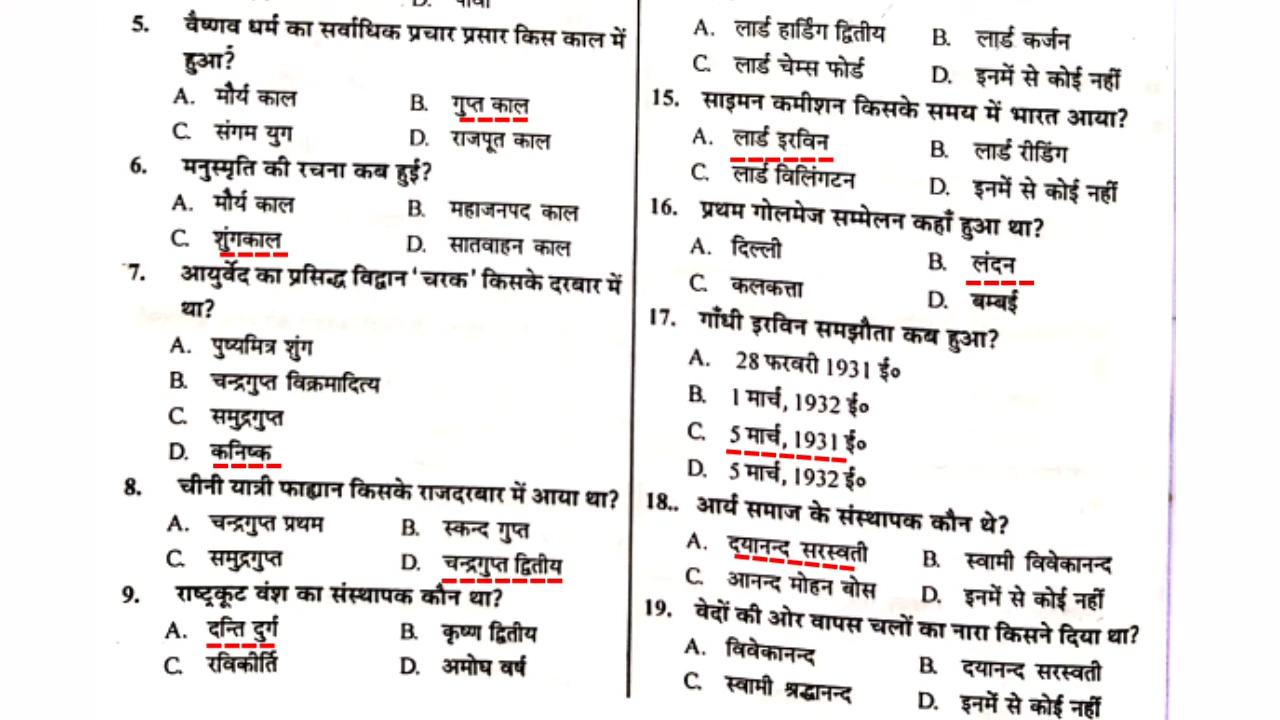 D. पावा
5. वैष्णव धर्म का सर्वाधिक प्रचार प्रसार किस काल में
हुआ?
A. मौर्य काल B. गुप्त काल
C. संगम युग D. राजपूत काल
6. मनुस्मृति की रचना कब हुई?
A. मौर्य काल B. महाजनपद काल
C. शुंगकाल D. सातवाहन काल
7. आयुर्वेद का प्रसिद्ध विद्वान 'चरक' किसके दरबार में
था?
A. पुष्यमित्र शुंग
B. चन्द्रगुप्त विक्रमादित्य
C. समुद्रगुप्त
D. कनिष्क
8. चीनी यात्री फाह्यान किसके राजदरबार में आया था?
A. चन्द्रगुप्त प्रथम B. स्कन्द गुप्त
C. समुद्रगुप्त D. चन्द्रगुप्त द्वितीय
9. राष्ट्रकूट वंश का संस्थापक कौन था?
A. दन्ति दुर्ग B. कृष्ण द्वितीय
C. रविकीर्ति D. अमोघ वर्ष
A. लार्ड हार्डिंग द्वितीय B. लार्ड कर्जन
C. लार्ड चेम्स फोर्ड D. इनमें से कोई नहीं
15. साइमन कमीशन किसके समय में भारत आया?
A. लार्ड इरविन B. लार्ड रीडिंग
C. लार्ड विलिंगटन D. इनमें से कोई नहीं
16. प्रथम गोलमेज सम्मेलन कहाँ हुआ था?
A. दिल्ली B. लंदन
C. कलकत्ता D. बम्बई
17. गाँधी इरविन समझौता कब हुआ?
A. 28 फरवरी 1931 ई०
B. 1 मार्च, 1932 ई०
C. 5 मार्च, 1931 ई०
D. 5 मार्च, 1932 ई०
18.. आर्य समाज के संस्थापक कौन थे?
A. दयानन्द सरस्वती B. स्वामी विवेकानन्द
C. आनन्द मोहन बोस D. इनमें से कोई नहीं
19. वेदों की ओर वापस चलों का नारा किसने दिया था?
A. विवेकानन्द B. दयानन्द सरस्वती
C. स्वामी श्रद्धानन्द D. इनमें से कोई नहीं